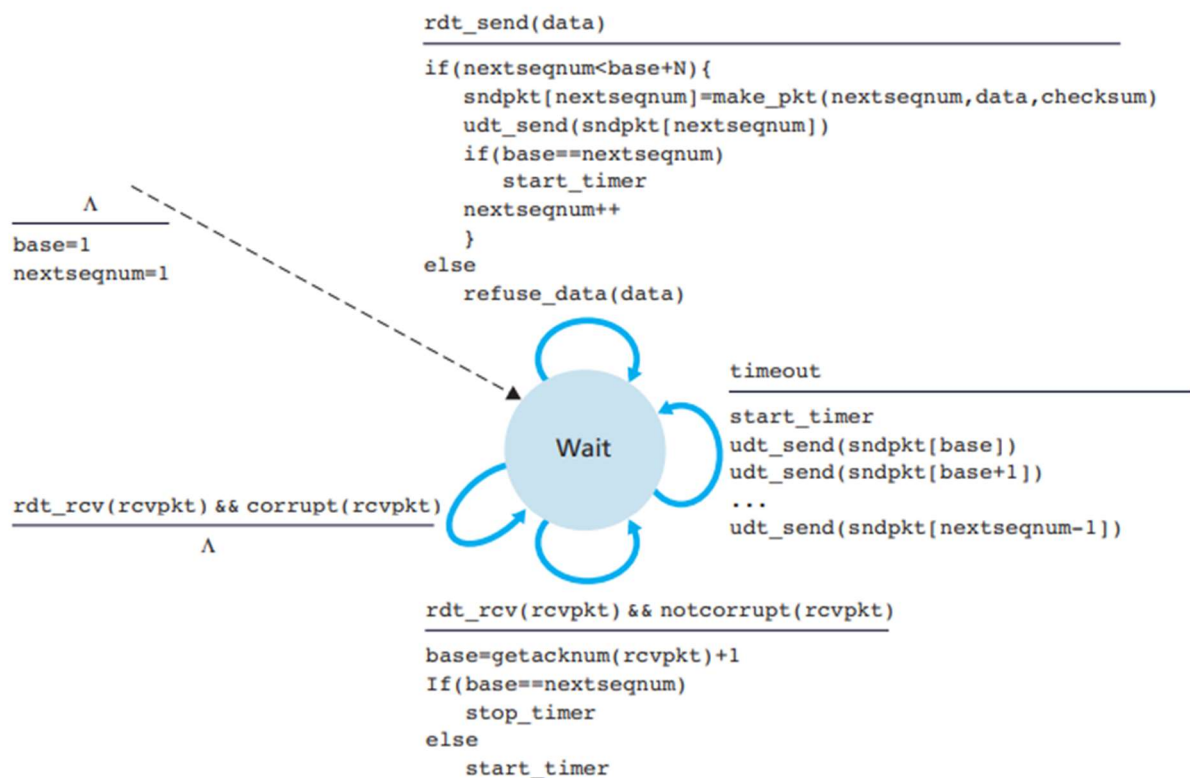 rdt_send(data)
if(nextseqnum<base+N){
sndpkt[nextseqnum]=make_pkt(nextseqnum,data,checksum)
udt_send(sndpkt[nextseqnum])
if(base==nextseqnum)
start_timer
nextseqnum++
}
else
refuse_data(data)
Λ
base=1
nextseqnum=1
timeout
start_timer
udt_send(sndpkt[base])
udt_send(sndpkt[base+1])
...
udt_send(sndpkt[nextseqnum-1])
Wait
rdt_rcv(rcvpkt) && corrupt(rcvpkt)
Λ
rdt_rcv(rcvpkt) && notcorrupt(rcvpkt)
base=getacknum(rcvpkt)+1
If(base==nextseqnum)
stop_timer
else
start_timer